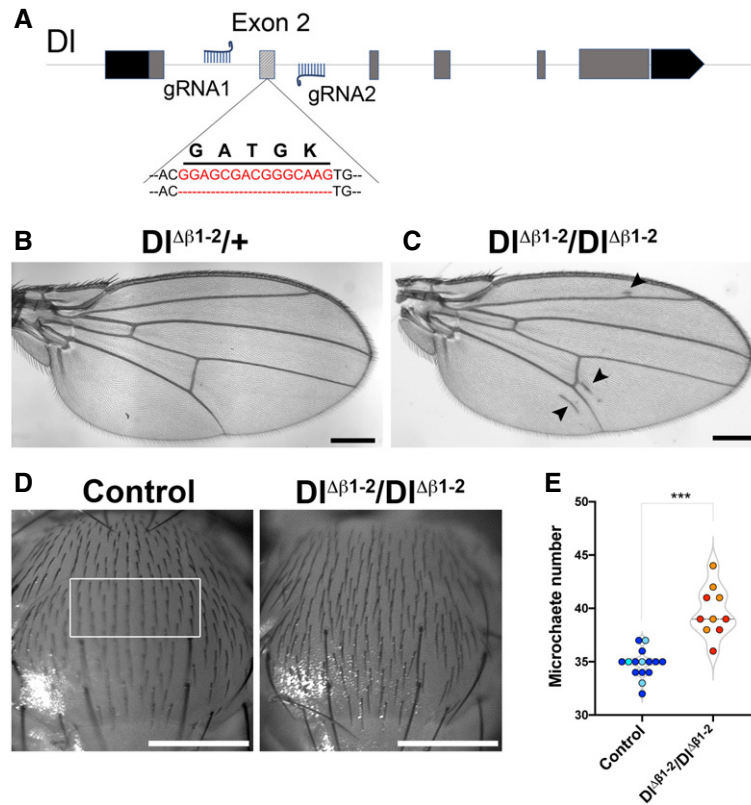 A
Dl
Exon 2
gRNA1
gRNA2
G A T G K
--ACGGAGCGACGGGCAAGTG--
--AC---------------TG--
B
Dl^Δβ1-2/+
C
Dl^Δβ1-2/Dl^Δβ1-2
D
Control
Dl^Δβ1-2/Dl^Δβ1-2
E
50
***
45
40
35
30
Microchaete number
Control
Dl^Δβ1-2/Dl^Δβ1-2